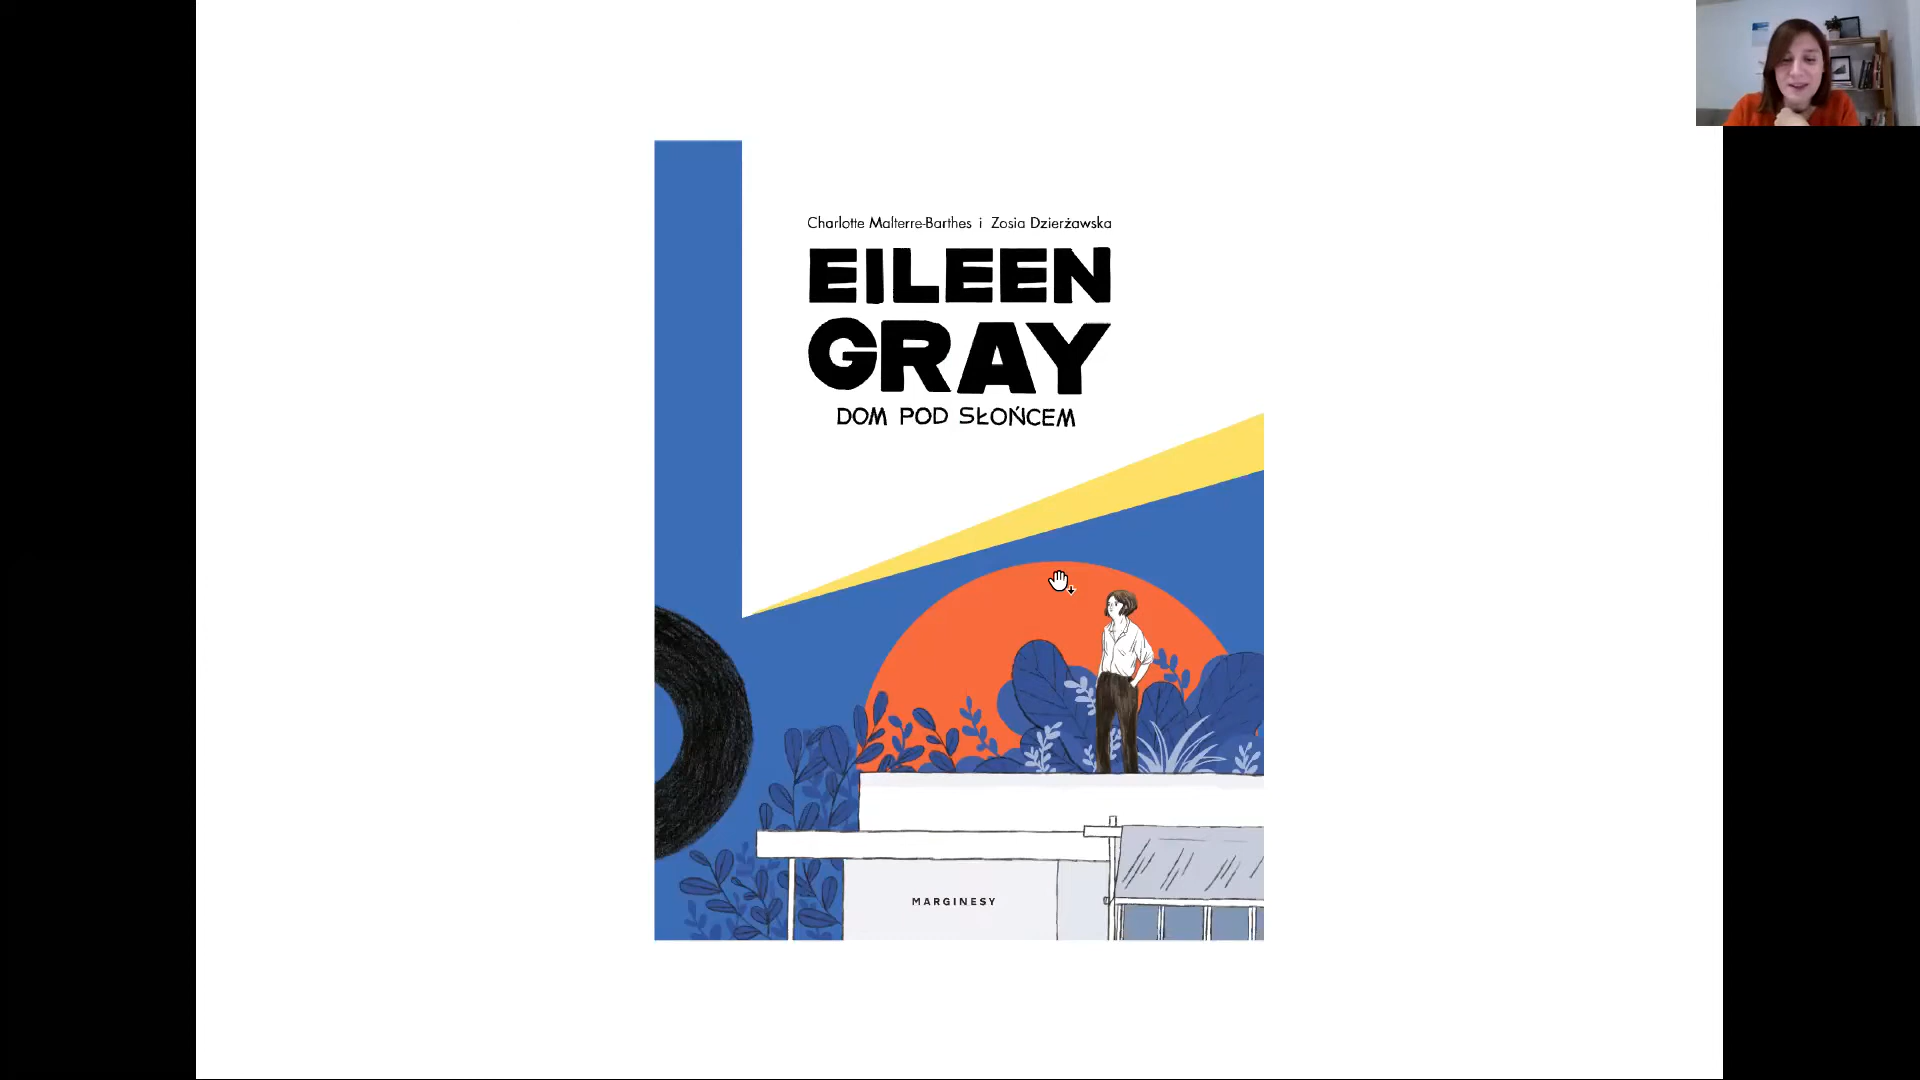 Charlotte Malterre-Barthes i Zosia Dzierżawska
EILEEN
GRAY
DOM POD SŁOŃCEM
MARGINESY